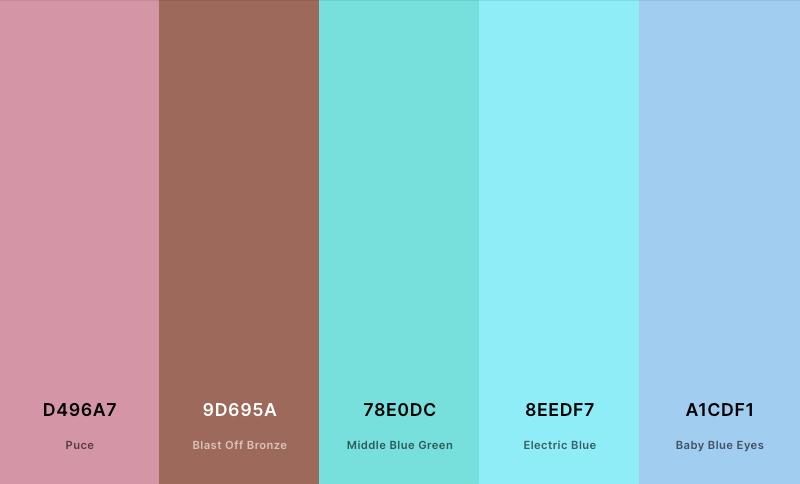 D496A7
Puce
9D695A
Blast Off Bronze
78E0DC
Middle Blue Green
8EEDF7
Electric Blue
A1CDF1
Baby Blue Eyes